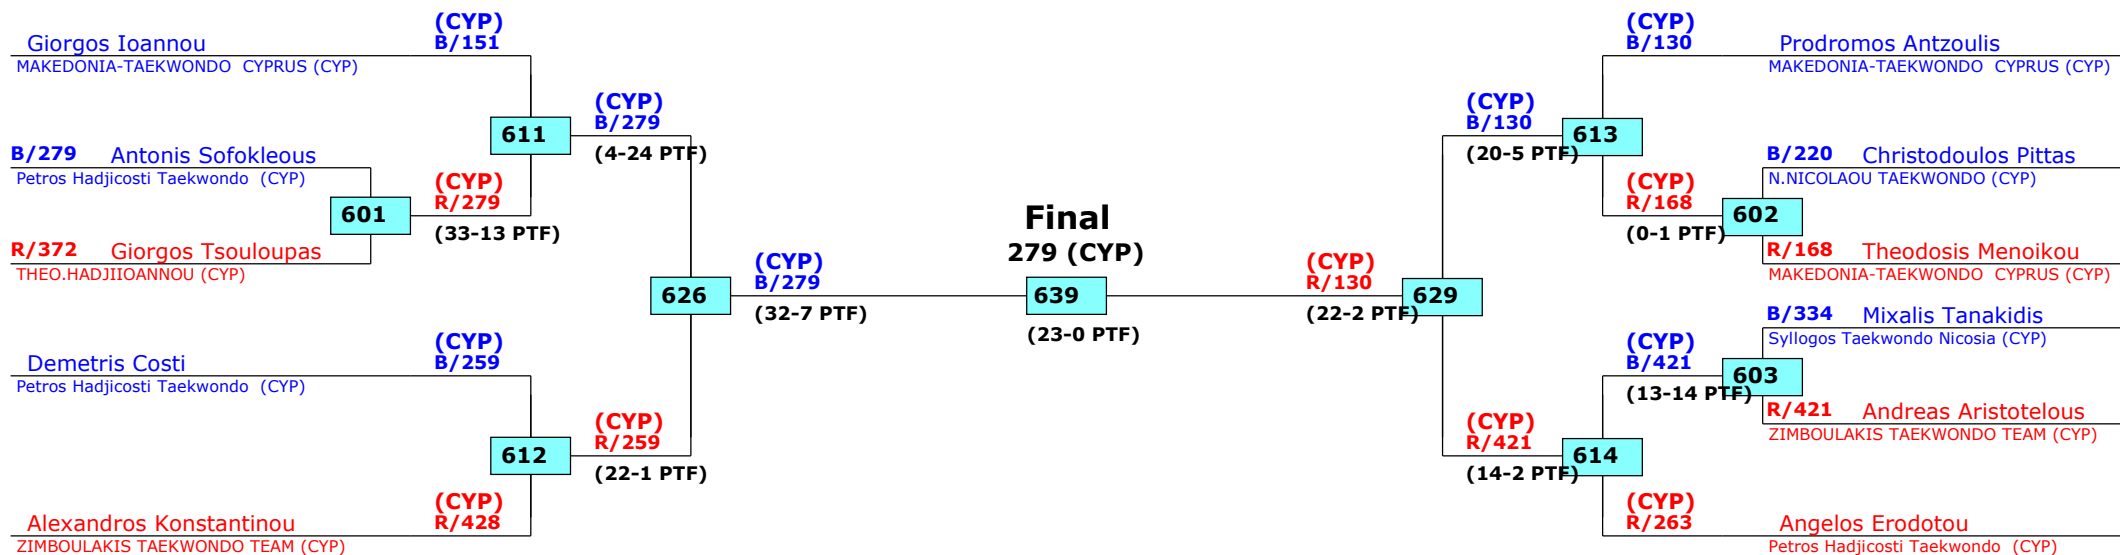 (CYP)
Giorgos Ioannou B/151
MAKEDONIA-TAEKWONDO CYPRUS (CYP)
(CYP)
611 B/279
B/279 Antonis Sofokleous (4-24 PTF)
Petros Hadjicosti Taekwondo (CYP)
(CYP)
601 R/279
(33-13 PTF)
R/372 Giorgos Tsouloupas
THEO.HADJIIOANNOU (CYP)
(CYP)
626 B/279
(32-7 PTF)
(CYP)
Demetris Costi B/259
Petros Hadjicosti Taekwondo (CYP)
(CYP)
612 R/259
(22-1 PTF)
(CYP)
Alexandros Konstantinou R/428
ZIMBOULAKIS TAEKWONDO TEAM (CYP)
Final
279 (CYP)
639
(23-0 PTF)
(CYP)
B/130 Prodromos Antzoulis
MAKEDONIA-TAEKWONDO CYPRUS (CYP)
(CYP)
B/130 613
(20-5 PTF)
B/220 Christodoulos Pittas
N.NICOLAOU TAEKWONDO (CYP)
(CYP)
R/168 602
(0-1 PTF)
R/168 Theodosis Menoikou
MAKEDONIA-TAEKWONDO CYPRUS (CYP)
(CYP)
R/130 629
(22-2 PTF)
B/334 Mixalis Tanakidis
Syllogos Taekwondo Nicosia (CYP)
(CYP)
B/421 603
(13-14 PTF)
R/421 Andreas Aristotelous
ZIMBOULAKIS TAEKWONDO TEAM (CYP)
(CYP)
R/421 614
(14-2 PTF)
(CYP)
R/263 Angelos Erodotou
Petros Hadjicosti Taekwondo (CYP)